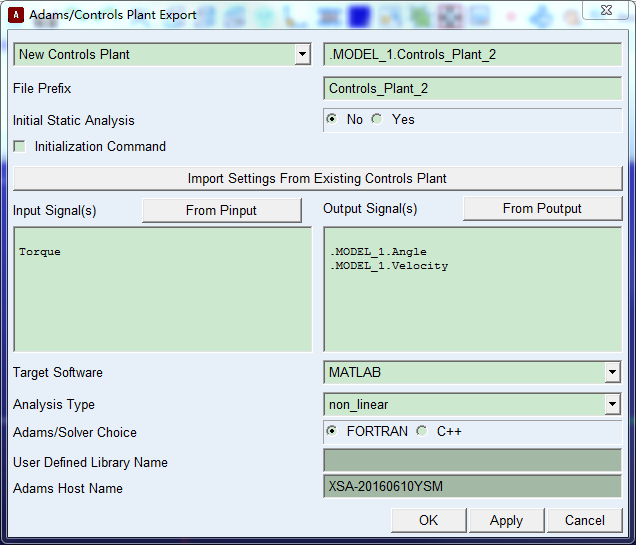 Adams/Controls Plant Export
New Controls Plant
.MODEL_1.Controls_Plant_2
File Prefix
Controls_Plant_2
Initial Static Analysis
No Yes
Initialization Command
Import Settings From Existing Controls Plant
Input Signal(s)
From Pinput
Output Signal(s)
From Poutput
Torque
.MODEL_1.Angle
.MODEL_1.Velocity
Target Software
MATLAB
Analysis Type
non_linear
Adams/Solver Choice
FORTRAN C++
User Defined Library Name
Adams Host Name
XSA-20160610YSM
OK
Apply
Cancel